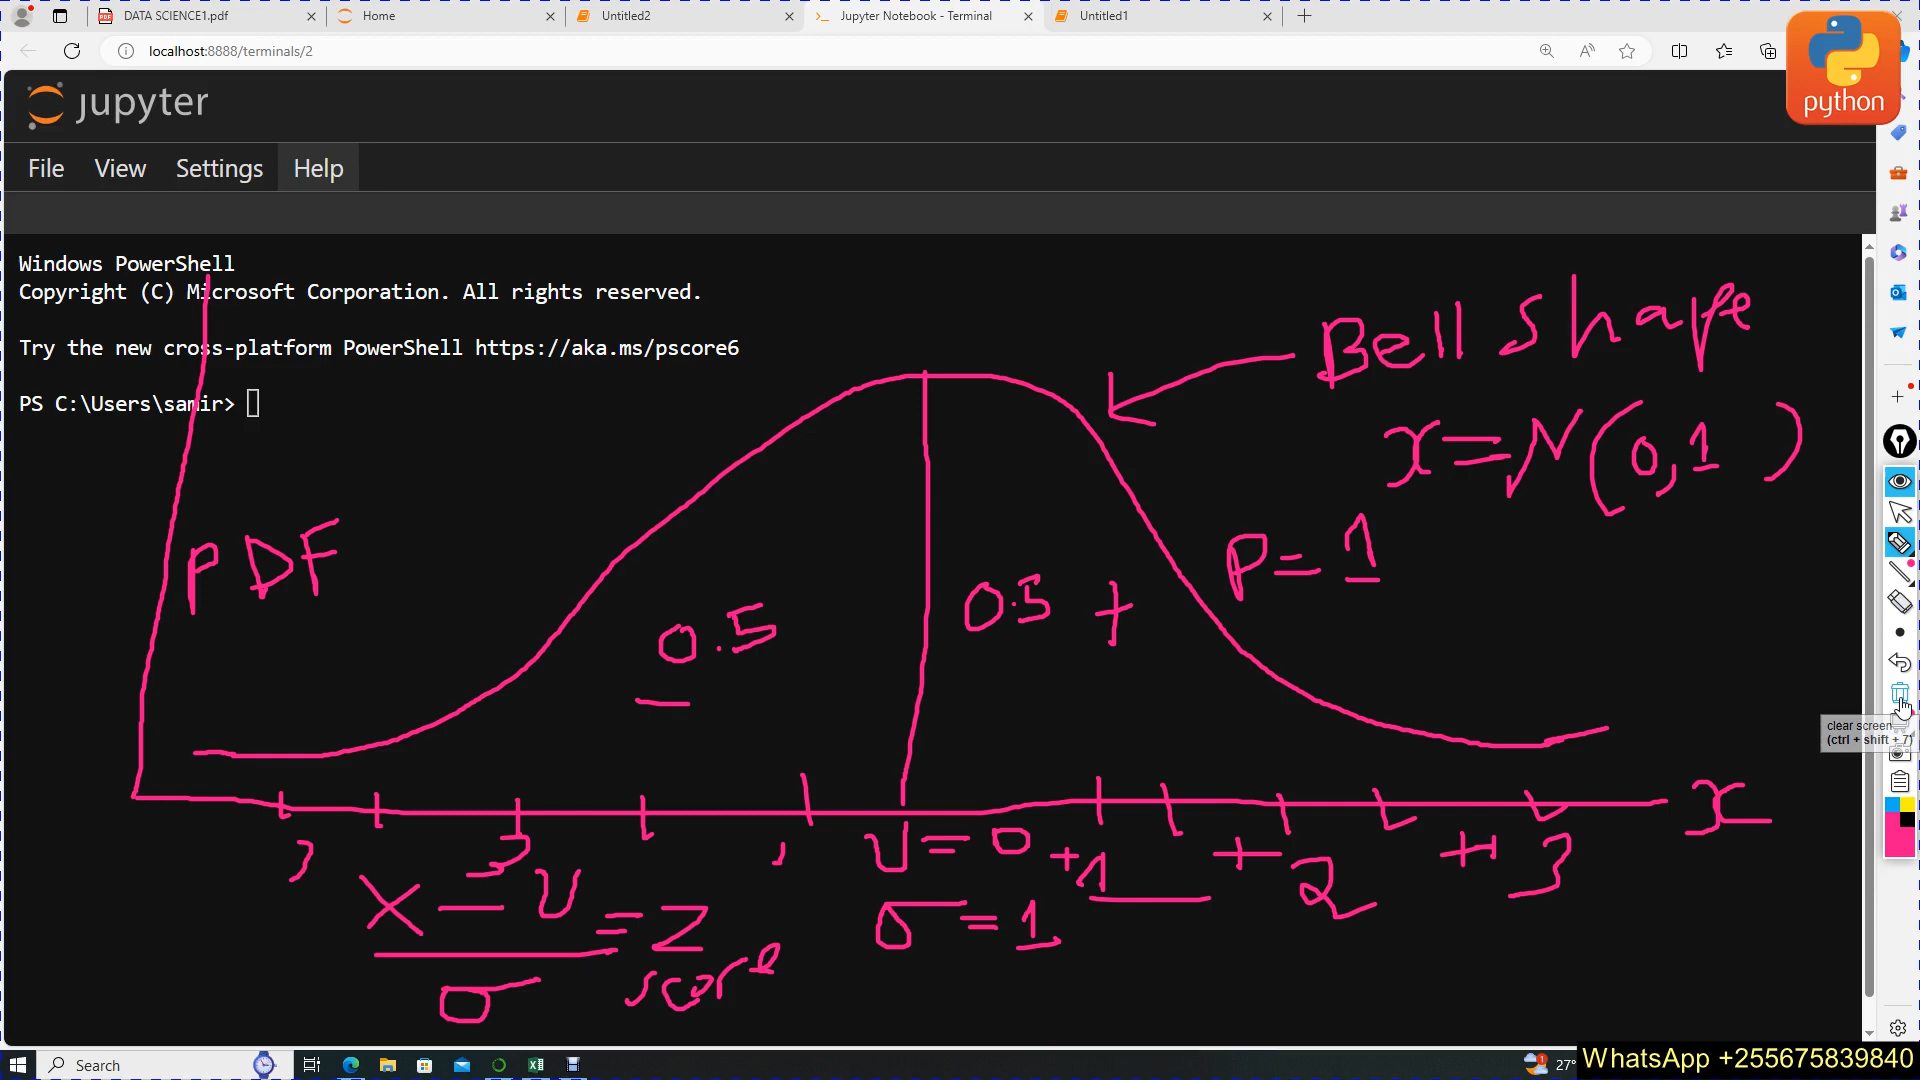 DATA SCIENCE1.pdf
Home
Untitled2
Jupyter Notebook - Terminal
Untitled1
localhost:8888/terminals/2
python
jupyter
File View Settings Help
Windows PowerShell
Copyright (C) Microsoft Corporation. All rights reserved.
Try the new cross-platform PowerShell https://aka.ms/pscore6
PS C:\Users\samir>
Bell shape
x=N(0,1)
P=1
PDF
0.5
0.5 +
clear screen
(ctrl + shift + 7)
x
U=0
+1
+2
+3
X-U
=Z
score
σ
σ=1
Search
27°
WhatsApp +255675839840